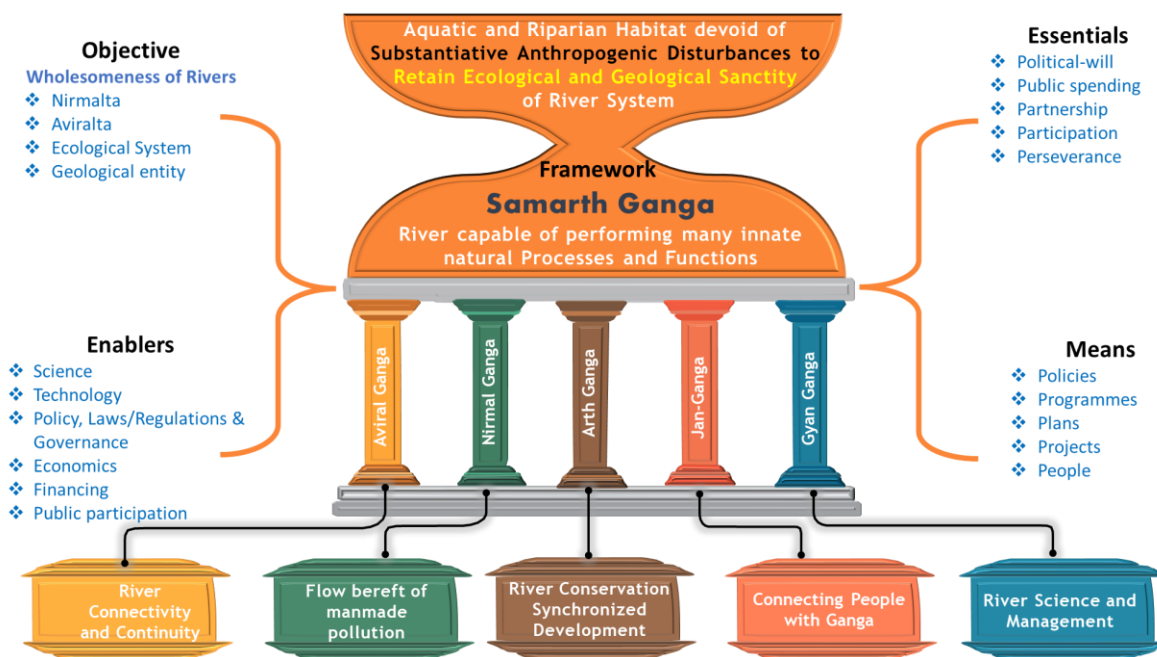 Aquatic and Riparian Habitat devoid of
Substantiative Anthropogenic Disturbances to
Retain Ecological and Geological Sanctity
of River System
Objective
Wholesomeness of Rivers
❖ Nirmalta
❖ Aviralta
❖ Ecological System
❖ Geological entity
Essentials
❖ Political-will
❖ Public spending
❖ Partnership
❖ Participation
❖ Perseverance
Framework
Samarth Ganga
River capable of performing many innate
natural Processes and Functions
Enablers
❖ Science
❖ Technology
❖ Policy, Laws/Regulations &
Governance
❖ Economics
❖ Financing
❖ Public participation
Aviral Ganga
Nirmal Ganga
Arth Ganga
Jan-Ganga
Gyan Ganga
Means
❖ Policies
❖ Programmes
❖ Plans
❖ Projects
❖ People
River
Connectivity
and Continuity
Flow bereft of
manmade
pollution
River Conservation
Synchronized
Development
Connecting People
with Ganga
River Science and
Management